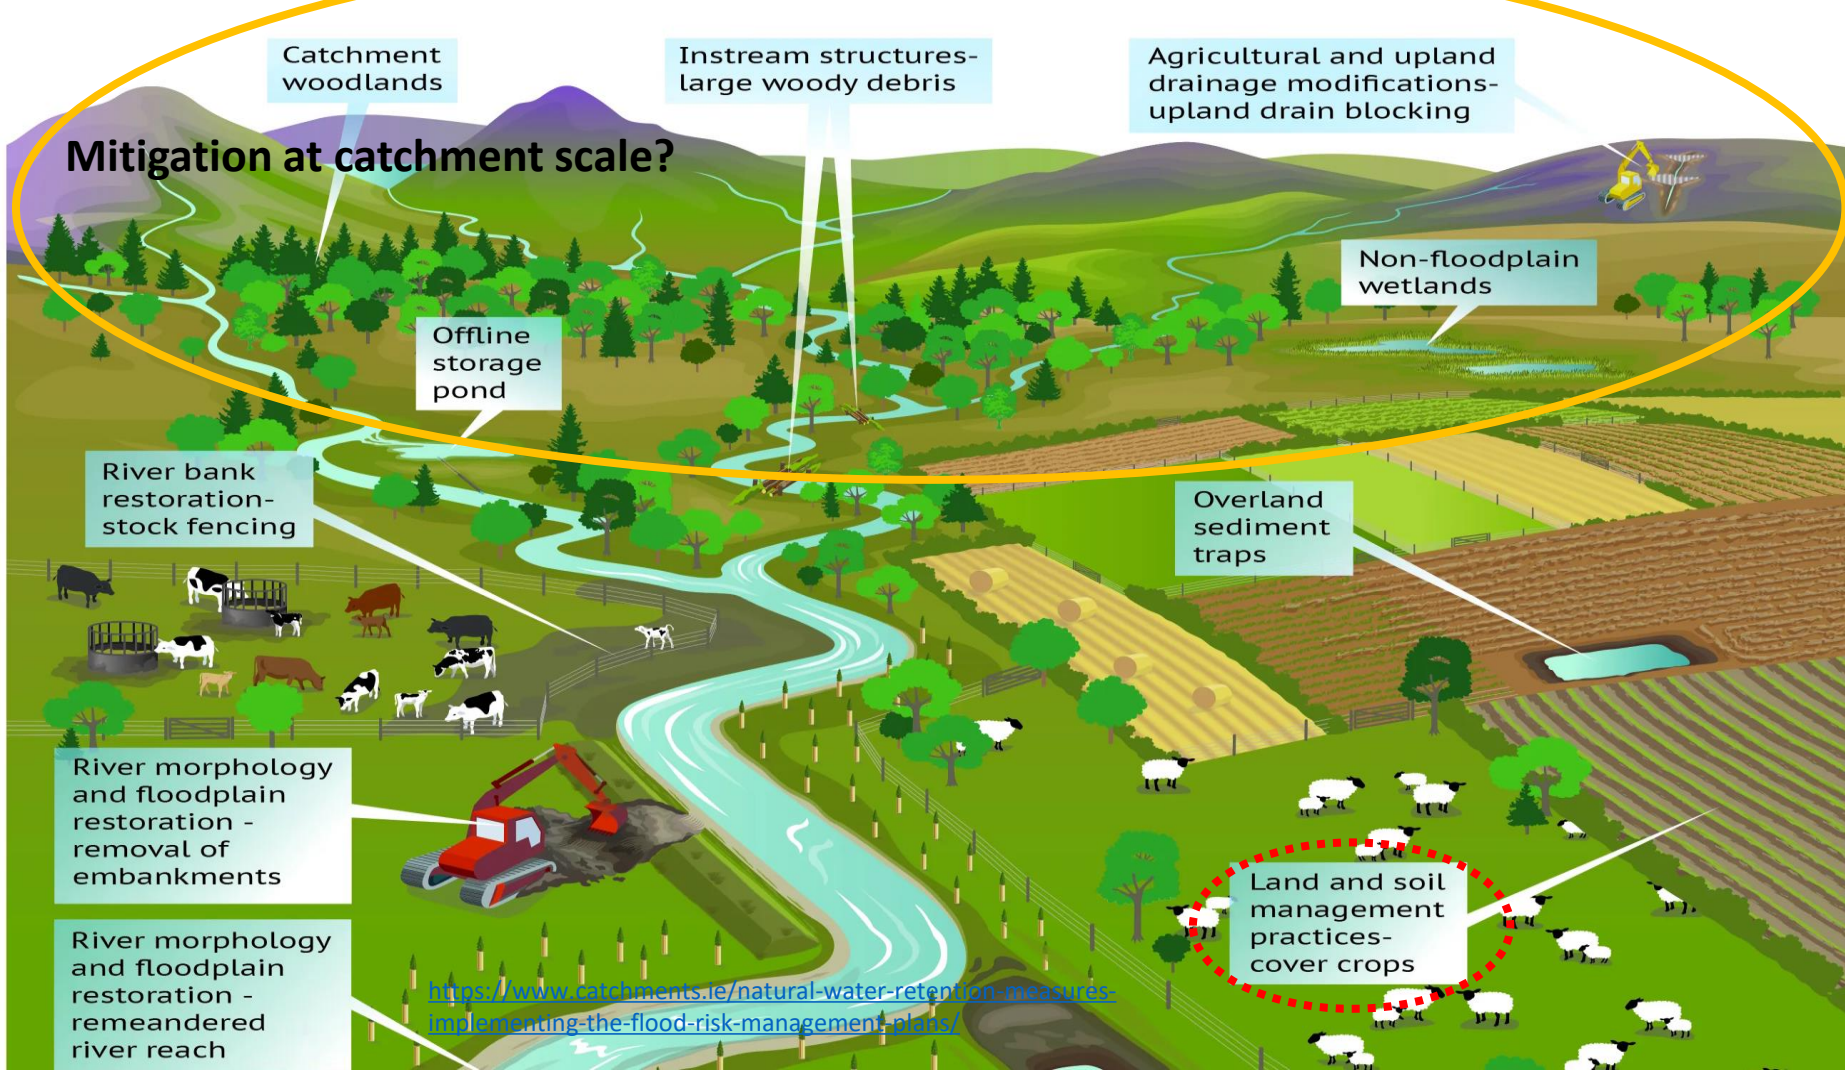 Catchment
woodlands
Instream structures-
large woody debris
Agricultural and upland
drainage modifications-
upland drain blocking
Mitigation at catchment scale?
Non-floodplain
wetlands
Offline
storage
pond
River bank
restoration-
stock fencing
Overland
sediment
traps
River morphology
and floodplain
restoration -
removal of
embankments
Land and soil
management
practices-
cover crops
River morphology
and floodplain
restoration -
remeandered
river reach
https://www.catchments.ie/natural-water-retention-measures-
implementing-the-flood-risk-management-plans/